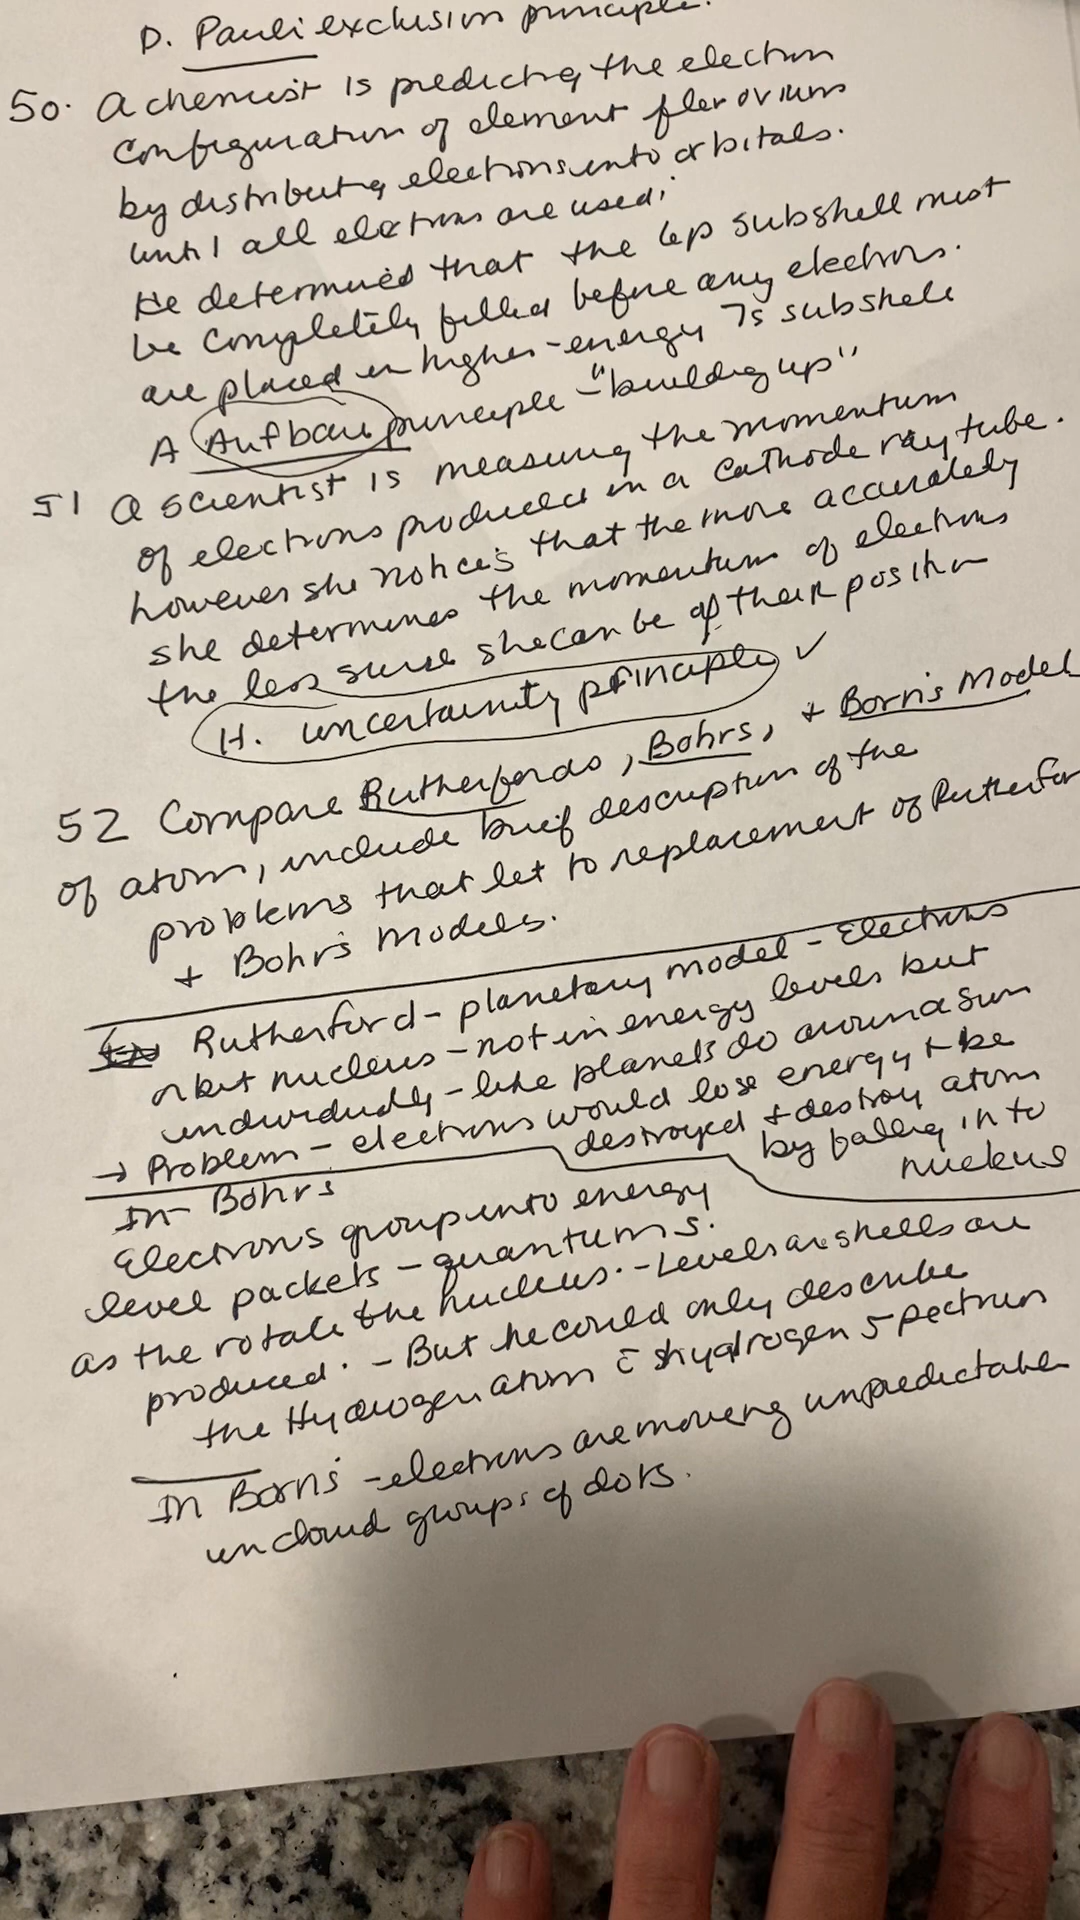 D. Pauli exclusion principle.
50. A chemist is predicting the electron
configuration of element flerovium
by distributing electrons into orbitals.
until all electrons are used.
He determined that the 6p subshell must
be completely filled before any electrons.
are placed in higher-energy 7s subshell
A Aufbau principle - "building up"
51 A scientist is measuring the momentum
of electrons produced in a cathode ray tube.
however she notices that the more accurately
she determines the momentum of electrons
the less sure she can be of their position
H. uncertainity principle ✓
52 Compare Rutherfords, Bohrs, + Born's Model
of atom, include brief description of the
problems that let to replacement of Rutherfor
+ Bohr's Models.
Rutherford - planetary model - Electrons
orbit nucleus - not in energy levels but
individually - like planets do around a sun
→ Problem - electrons would lose energy + be
destroyed + destroy atom
by falling in to
nucleus
In Bohrs
Electrons group into energy
level packets - quantums.
as the rotate the nucleus. - Levels are shells are
produced. - But he could only describe
the Hydrogen atom c̄ hydrogen spectrum
In Borns - electrons are moving unpredictable
in cloud groups of dots.